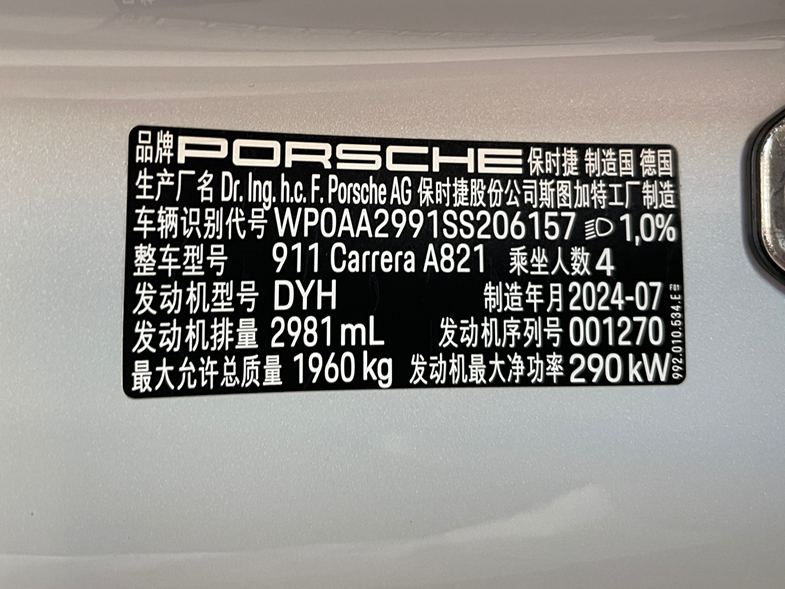 品牌 PORSCHE 保时捷 制造国 德国
生产厂名 Dr. Ing. h.c. F. Porsche AG 保时捷股份公司斯图加特工厂制造
车辆识别代号 WP0AA2991SS206157 1,0%
整车型号 911 Carrera A821 乘坐人数 4
发动机型号 DYH 制造年月 2024-07
发动机排量 2981 mL 发动机序列号 001270
最大允许总质量 1960 kg 发动机最大净功率 290 kW
992.010.534.E